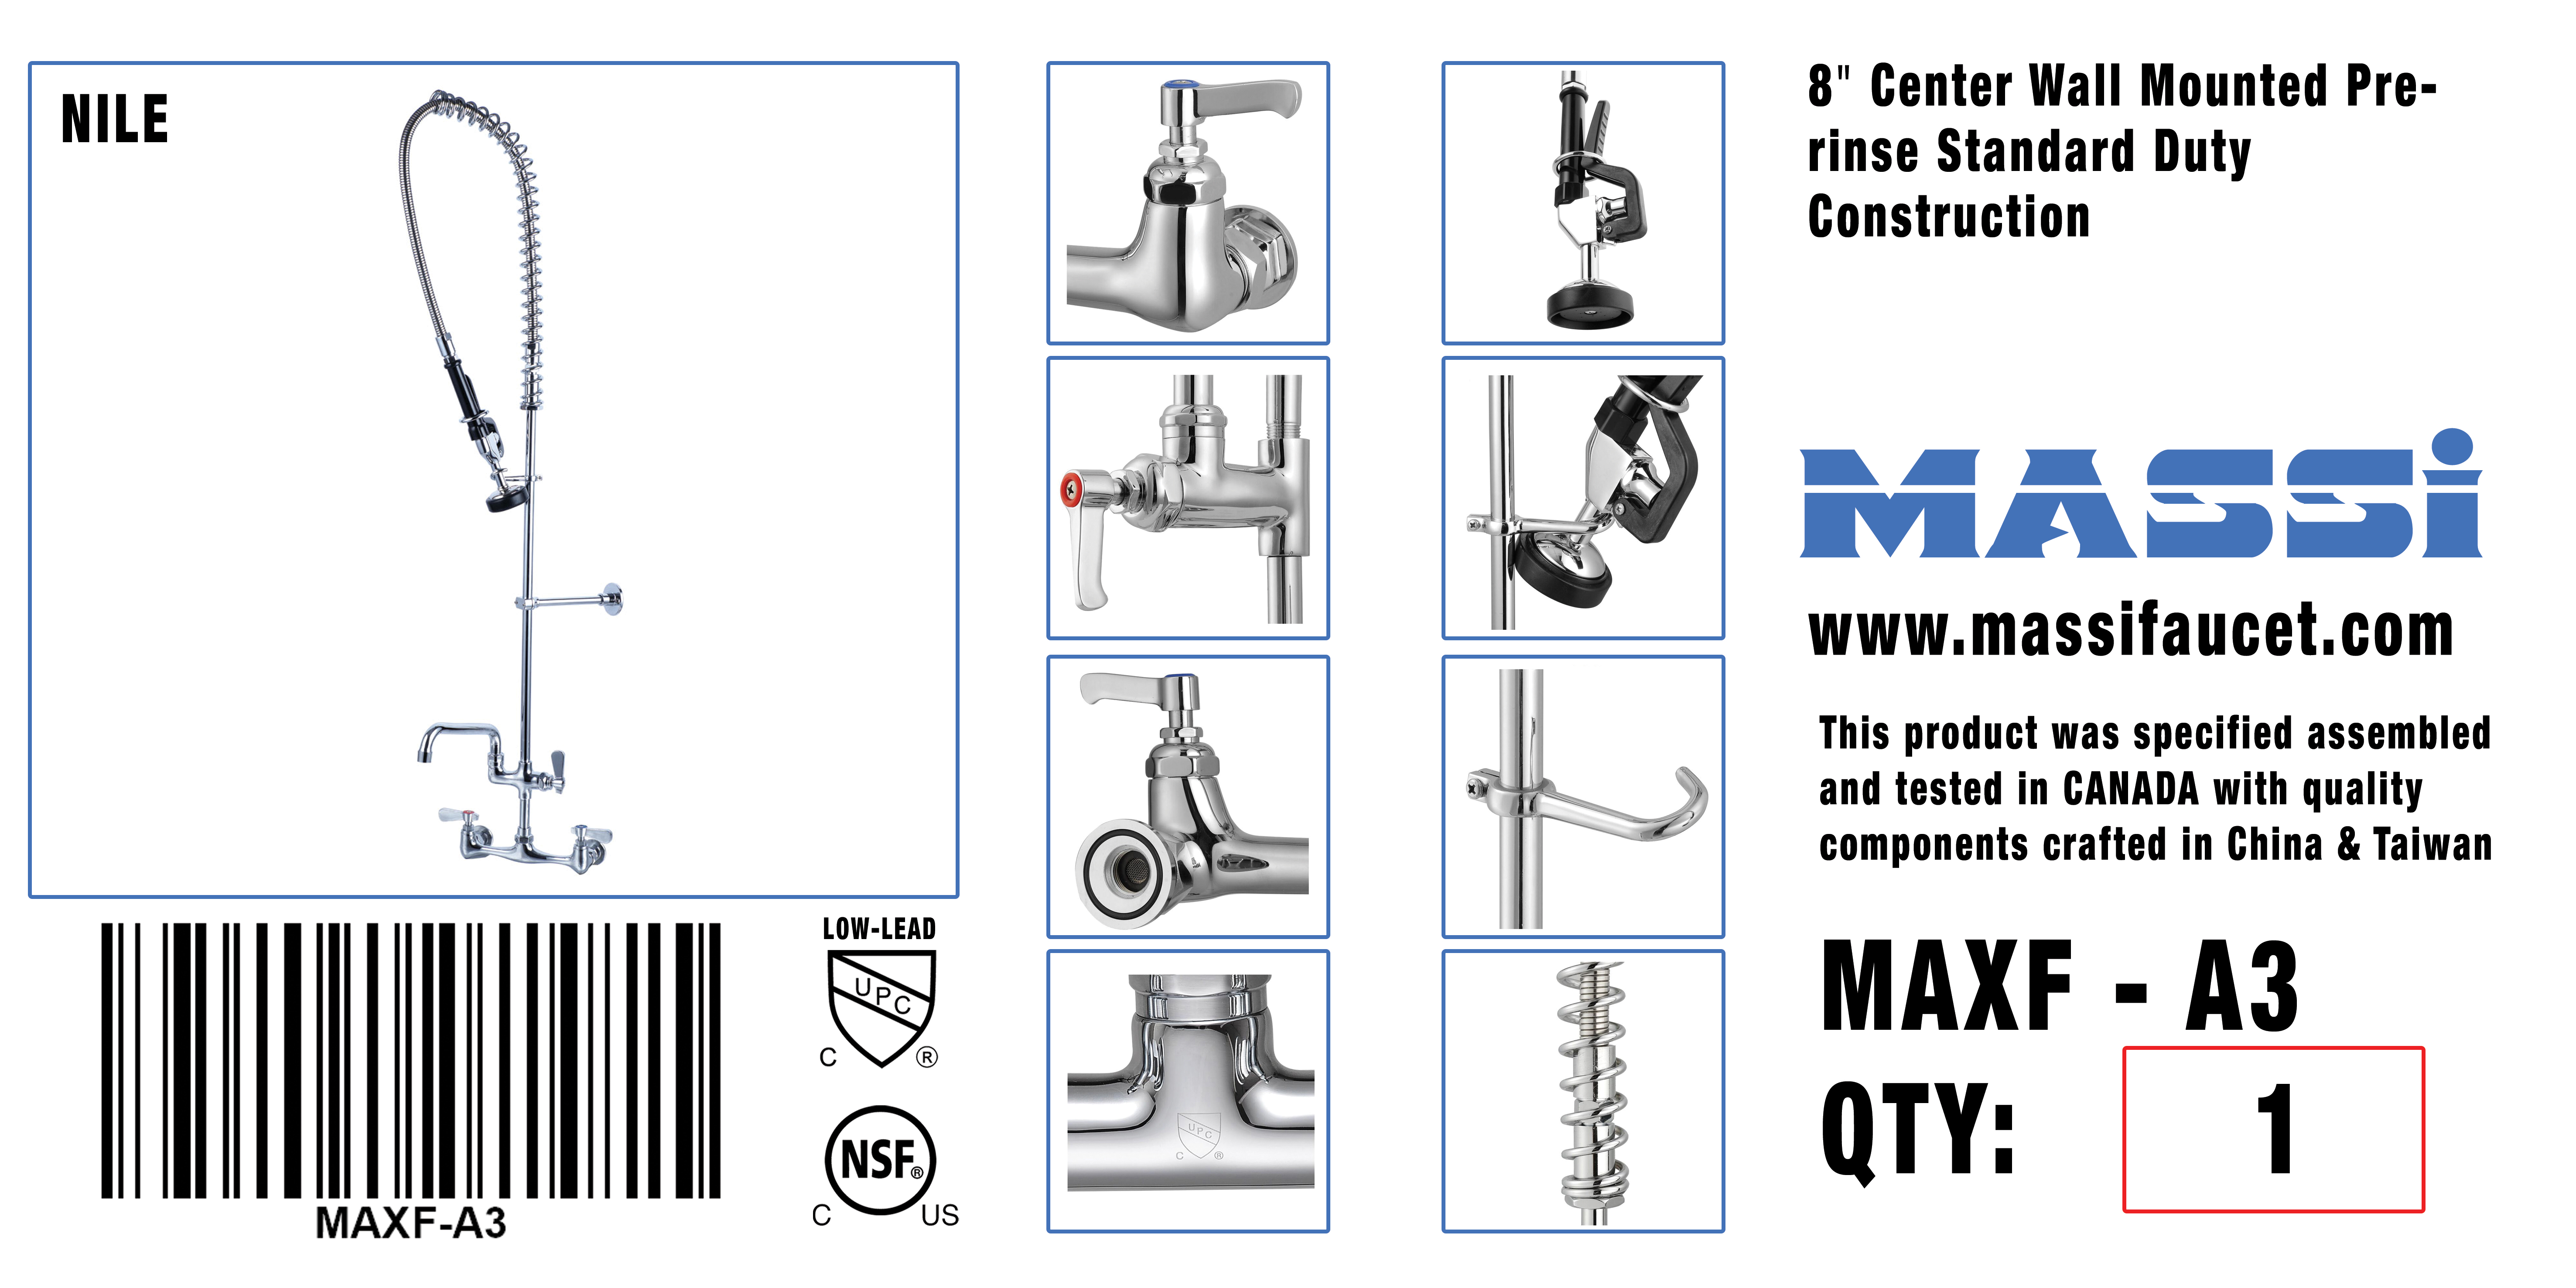 NILE
8" Center Wall Mounted Pre-
rinse Standard Duty
Construction
MASSi
www.massifaucet.com
This product was specified assembled
and tested in CANADA with quality
components crafted in China & Taiwan
MAXF - A3
QTY: 1
LOW-LEAD
UPC
C ®
NSF®
C US
MAXF-A3
UPC
C ®